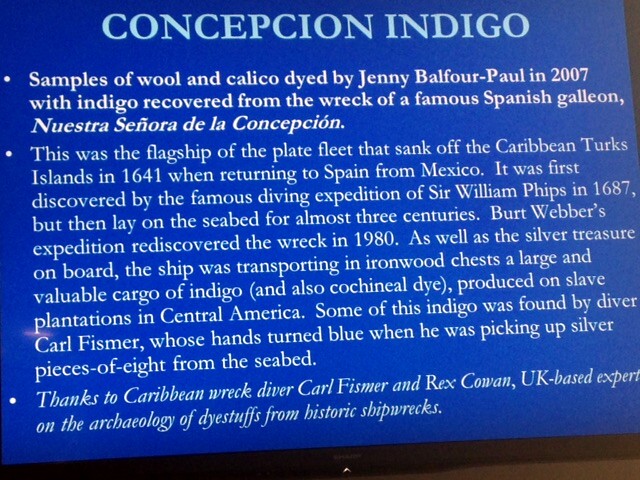 CONCEPCION INDIGO
• Samples of wool and calico dyed by Jenny Balfour-Paul in 2007
with indigo recovered from the wreck of a famous Spanish galleon,
Nuestra Señora de la Concepción.
• This was the flagship of the plate fleet that sank off the Caribbean Turks
Islands in 1641 when returning to Spain from Mexico. It was first
discovered by the famous diving expedition of Sir William Phips in 1687,
but then lay on the seabed for almost three centuries. Burt Webber's
expedition rediscovered the wreck in 1980. As well as the silver treasure
on board, the ship was transporting in ironwood chests a large and
valuable cargo of indigo (and also cochineal dye), produced on slave
plantations in Central America. Some of this indigo was found by diver
Carl Fismer, whose hands turned blue when he was picking up silver
pieces-of-eight from the seabed.
• Thanks to Caribbean wreck diver Carl Fismer and Rex Cowan, UK-based expert
on the archaeology of dyestuffs from historic shipwrecks.